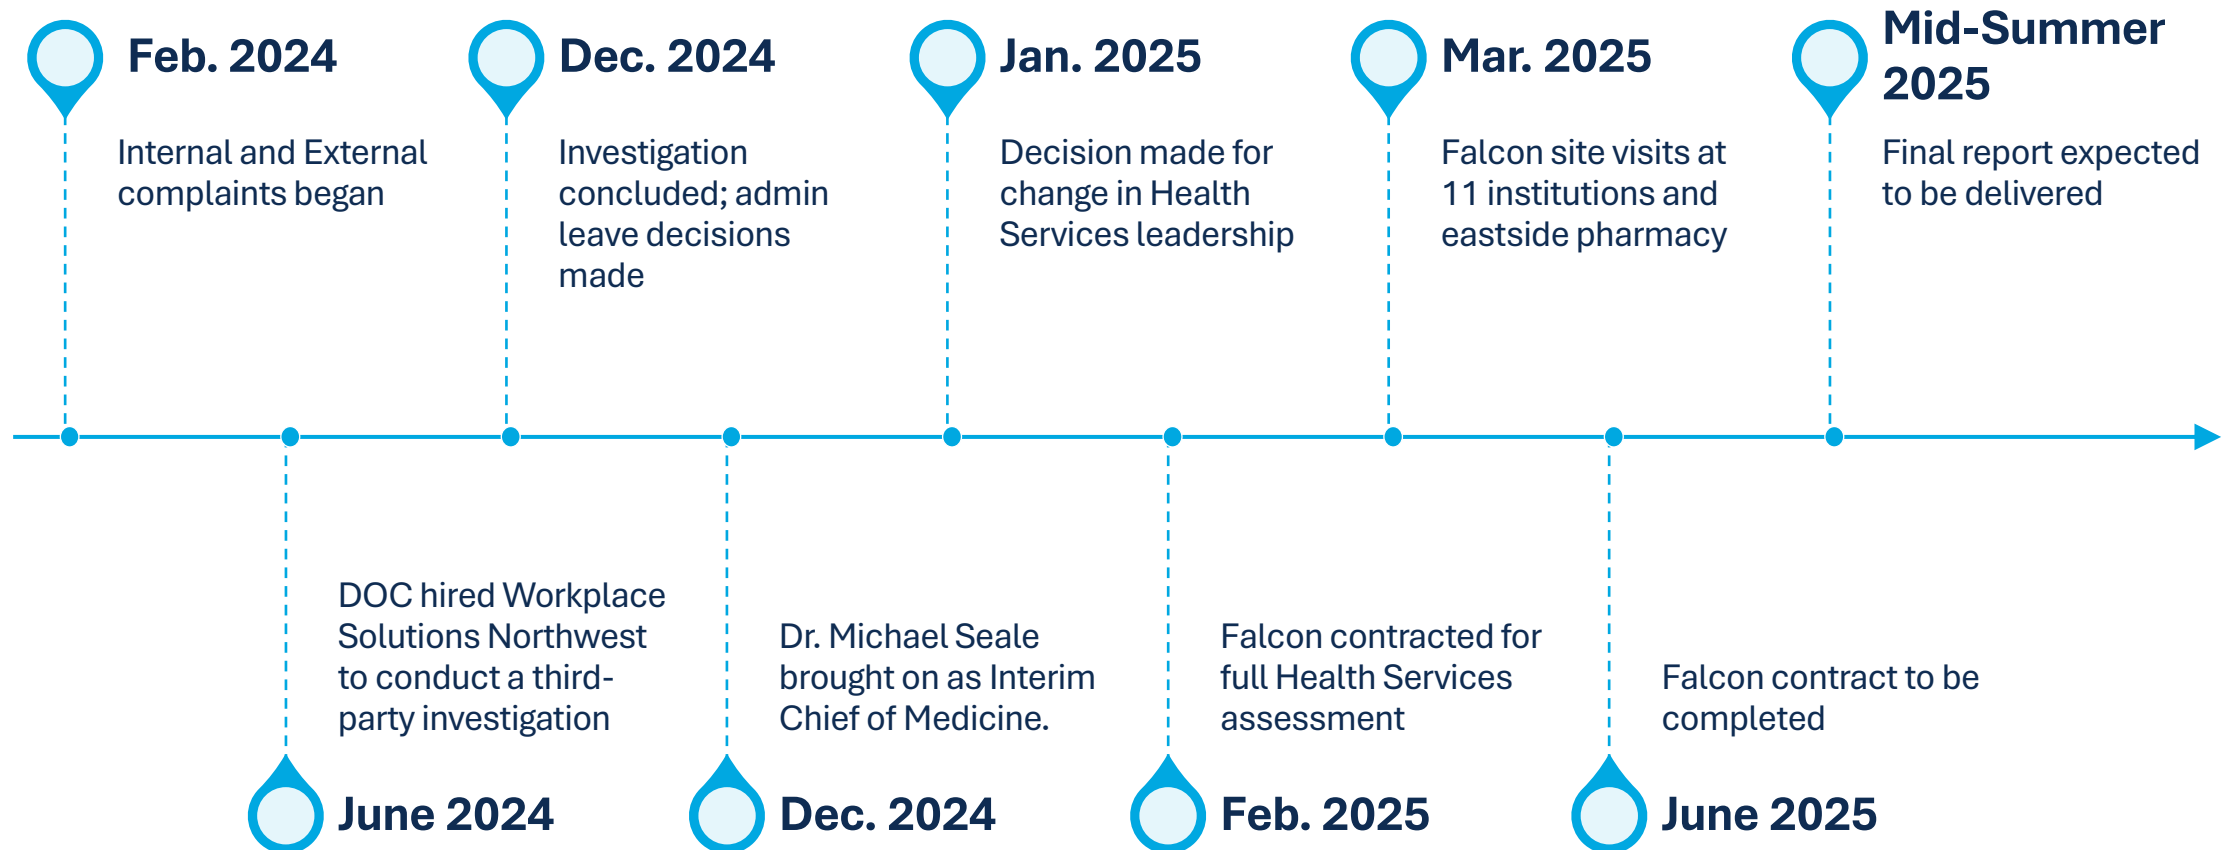 Feb. 2024
Internal and External
complaints began
Dec. 2024
Investigation
concluded; admin
leave decisions
made
Jan. 2025
Decision made for
change in Health
Services leadership
Mar. 2025
Falcon site visits at
11 institutions and
eastside pharmacy
Mid-Summer
2025
Final report expected
to be delivered
DOC hired Workplace
Solutions Northwest
to conduct a third-
party investigation
June 2024
Dr. Michael Seale
brought on as Interim
Chief of Medicine.
Dec. 2024
Falcon contracted for
full Health Services
assessment
Feb. 2025
Falcon contract to be
completed
June 2025